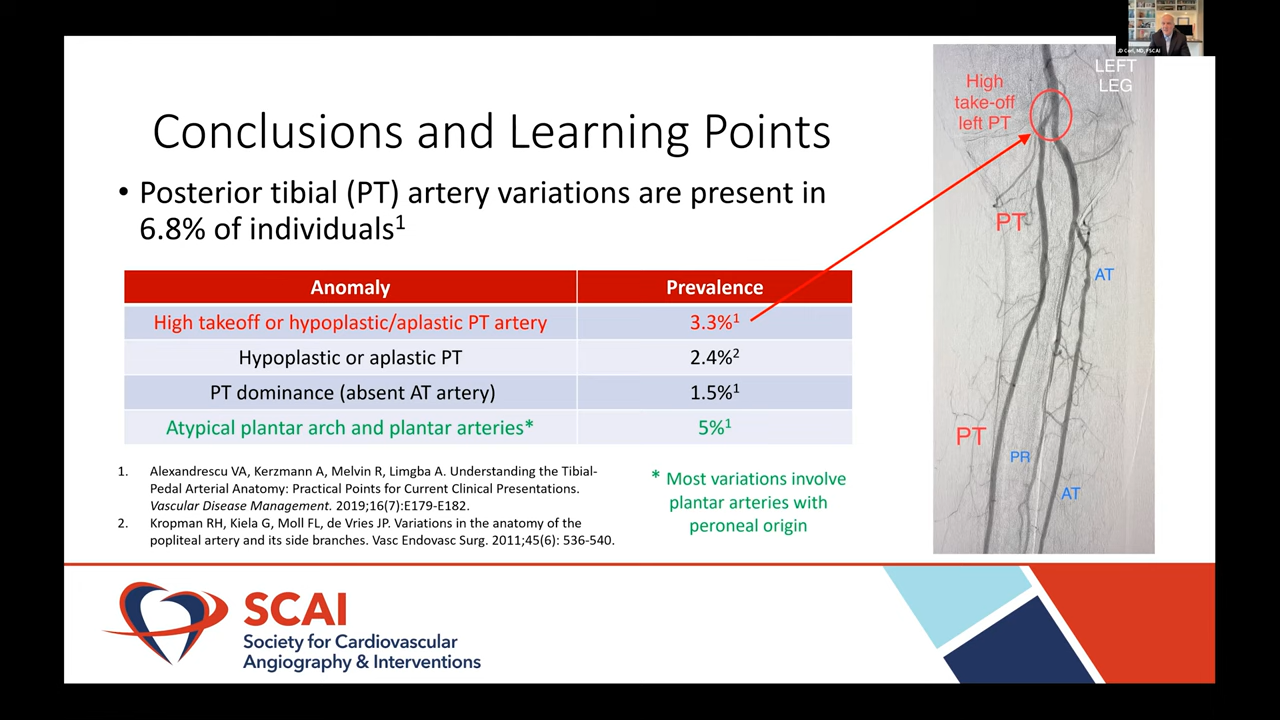 JD Corl, MD, FSCAI
LEFT
LEG
High
take-off
left PT
Conclusions and Learning Points
• Posterior tibial (PT) artery variations are present in
6.8% of individuals¹
Anomaly Prevalence
High takeoff or hypoplastic/aplastic PT artery 3.3%¹
Hypoplastic or aplastic PT 2.4%²
PT dominance (absent AT artery) 1.5%¹
Atypical plantar arch and plantar arteries* 5%¹
PT
AT
PT
PR
AT
1. Alexandrescu VA, Kerzmann A, Melvin R, Limgba A. Understanding the Tibial-
Pedal Arterial Anatomy: Practical Points for Current Clinical Presentations.
Vascular Disease Management. 2019;16(7):E179-E182.
2. Kropman RH, Kiela G, Moll FL, de Vries JP. Variations in the anatomy of the
popliteal artery and its side branches. Vasc Endovasc Surg. 2011;45(6): 536-540.
* Most variations involve
plantar arteries with
peroneal origin
SCAI
Society for Cardiovascular
Angiography & Interventions